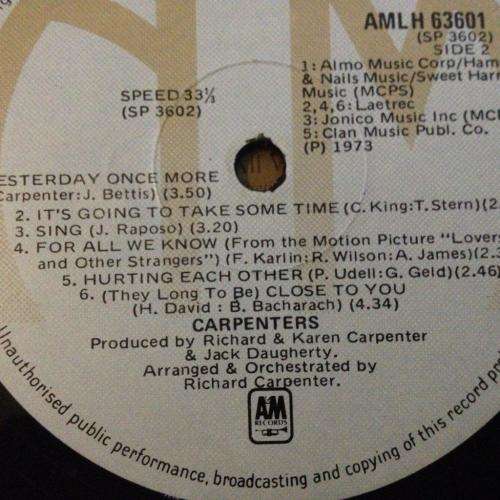 AMLH 63601
(SP 3602)
SIDE 2
1: Almo Music Corp/Ham
& Nails Music/Sweet Harr
Music (MCPS)
2,4,6: Laetrec
3: Jonico Music Inc (MC
5: Clan Music Publ. Co.
(P) 1973
SPEED 33⅓
(SP 3602)
ESTERDAY ONCE MORE
Carpenter: J. Bettis) (3.50)
2. IT'S GOING TO TAKE SOME TIME (C. King: T. Stern)(2
3. SING (J. Raposo) (3.20)
4. FOR ALL WE KNOW (From the Motion Picture "Lovers
and Other Strangers") (F. Karlin: R. Wilson: A. James)(3
5. HURTING EACH OTHER (P. Udell: G. Geld)(2.46
6. (They Long To Be) CLOSE TO YOU
(H. David : B. Bacharach) (4.34)
CARPENTERS
Produced by Richard & Karen Carpenter
& Jack Daugherty.
Arranged & Orchestrated by
Richard Carpenter.
A&M
RECORDS
Unauthorised public performance, broadcasting and copying of this record pro